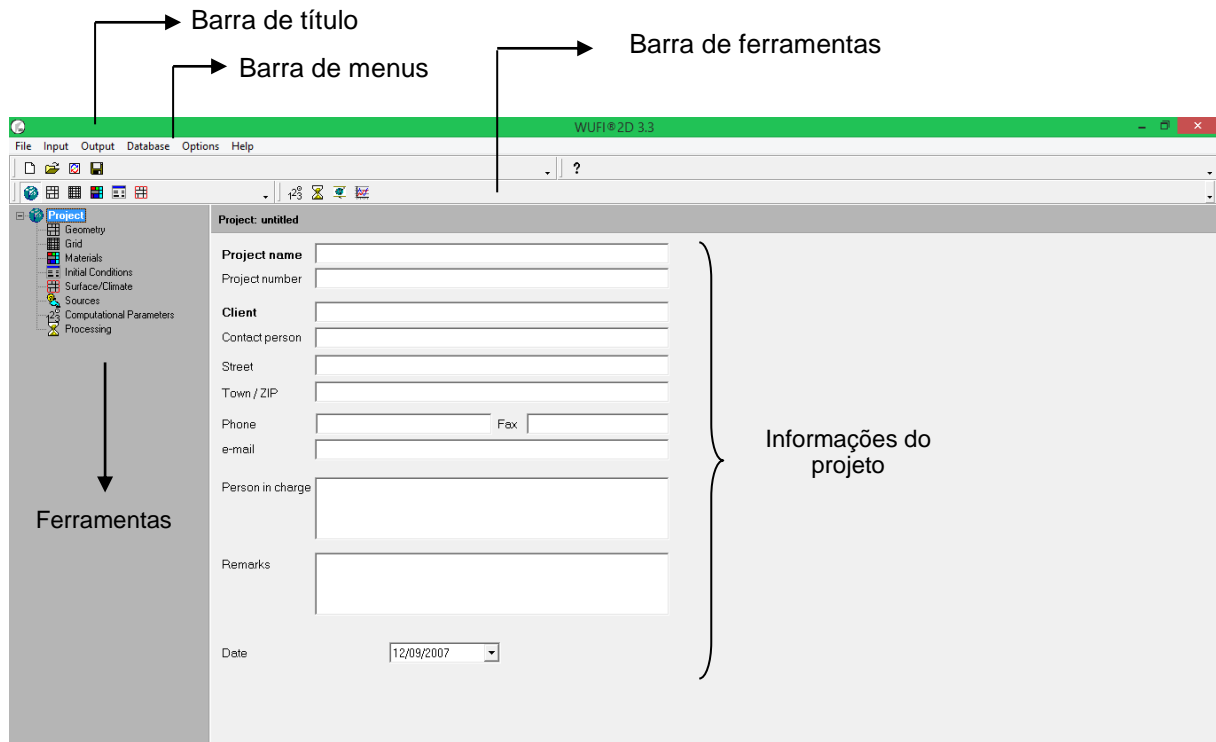 Barra de título
Barra de ferramentas
Barra de menus
WUFI®2D 3.3
File Input Output Database Options Help
?
Project
Geometry
Grid
Materials
Initial Conditions
Surface/Climate
Sources
Computational Parameters
Processing
Project: untitled
Project name
Project number
Client
Contact person
Street
Town / ZIP
Phone Fax
e-mail
Person in charge
Remarks
Date 12/09/2007
Informações do
projeto
Ferramentas